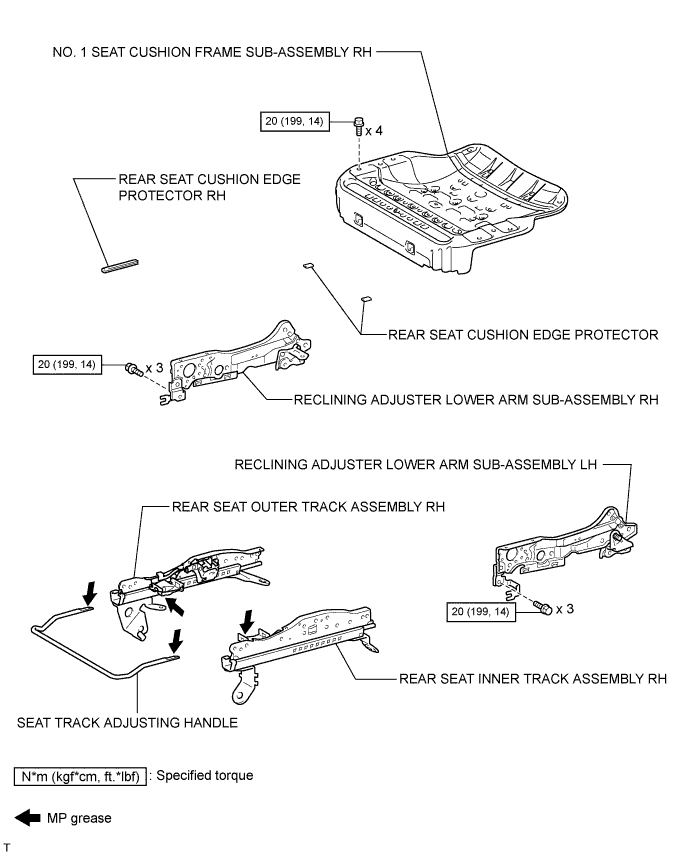 NO. 1 SEAT CUSHION FRAME SUB-ASSEMBLY RH
20 (199, 14)
x 4
REAR SEAT CUSHION EDGE
PROTECTOR RH
REAR SEAT CUSHION EDGE PROTECTOR
20 (199, 14)
x 3
RECLINING ADJUSTER LOWER ARM SUB-ASSEMBLY RH
RECLINING ADJUSTER LOWER ARM SUB-ASSEMBLY LH
REAR SEAT OUTER TRACK ASSEMBLY RH
20 (199, 14)
x 3
REAR SEAT INNER TRACK ASSEMBLY RH
SEAT TRACK ADJUSTING HANDLE
N*m (kgf*cm, ft.*lbf) : Specified torque
MP grease
T